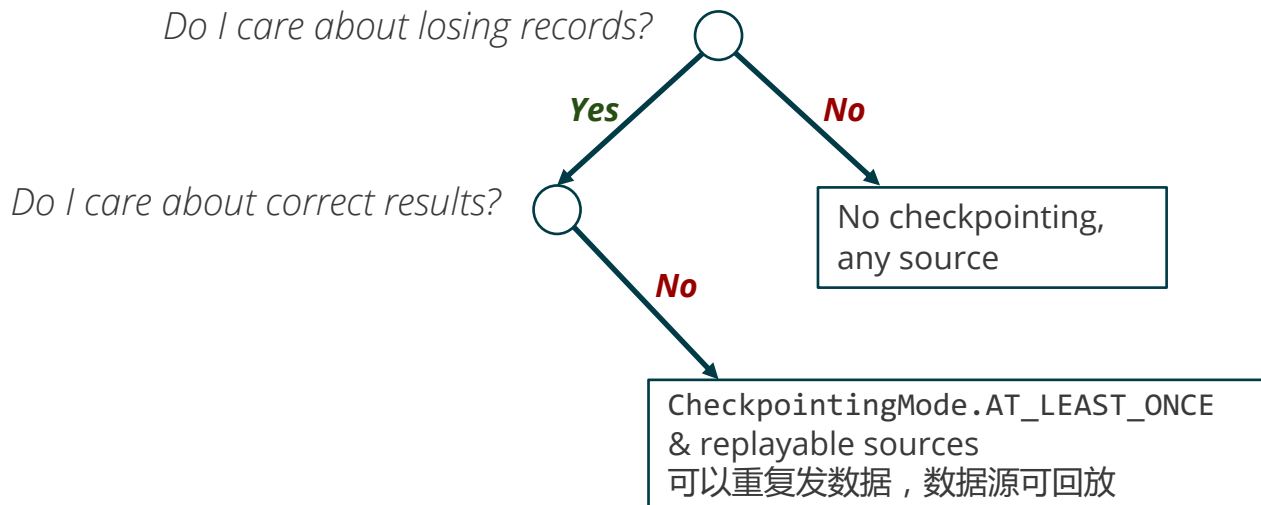 Do I care about losing records?
Yes
No
Do I care about correct results?
No checkpointing,
any source
No
CheckpointingMode.AT_LEAST_ONCE
& replayable sources
可以重复发数据，数据源可回放